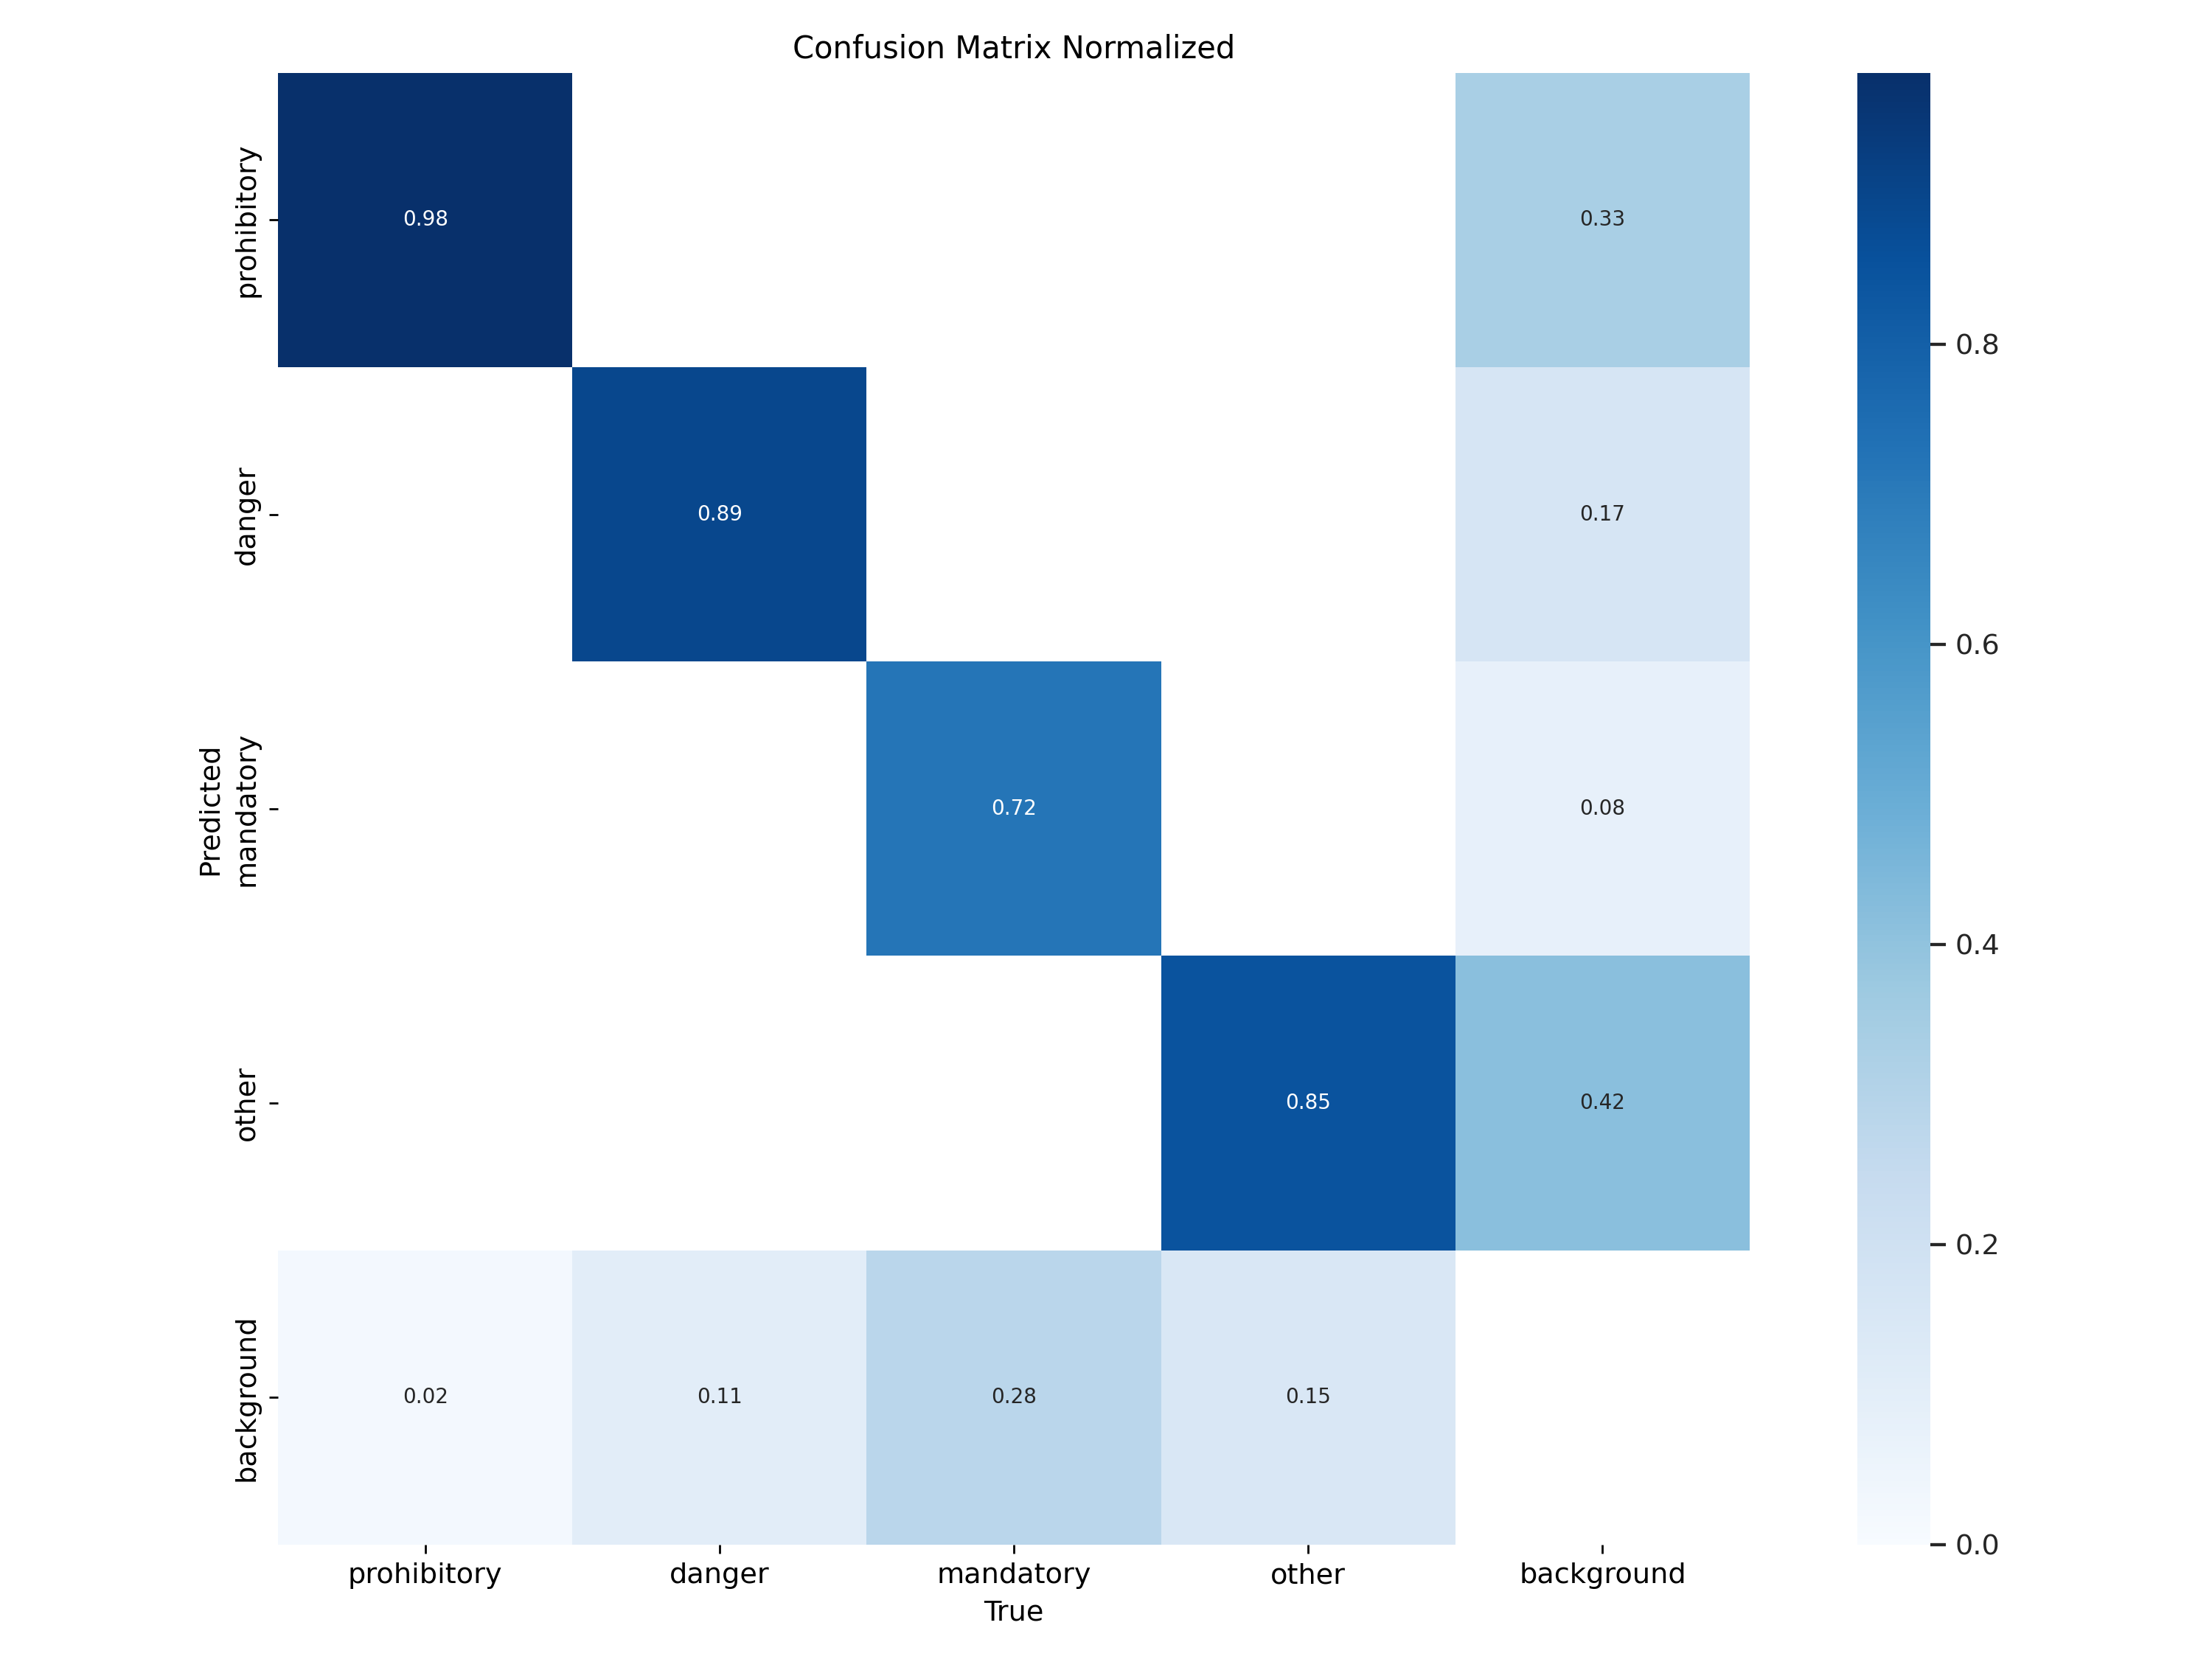 Confusion Matrix Normalized
prohibitory
0.98
0.33
0.8
danger
0.89
0.17
0.6
Predicted
mandatory
0.72
0.08
0.4
other
0.85
0.42
0.2
background
0.02
0.11
0.28
0.15
0.0
prohibitory
danger
mandatory
other
background
True